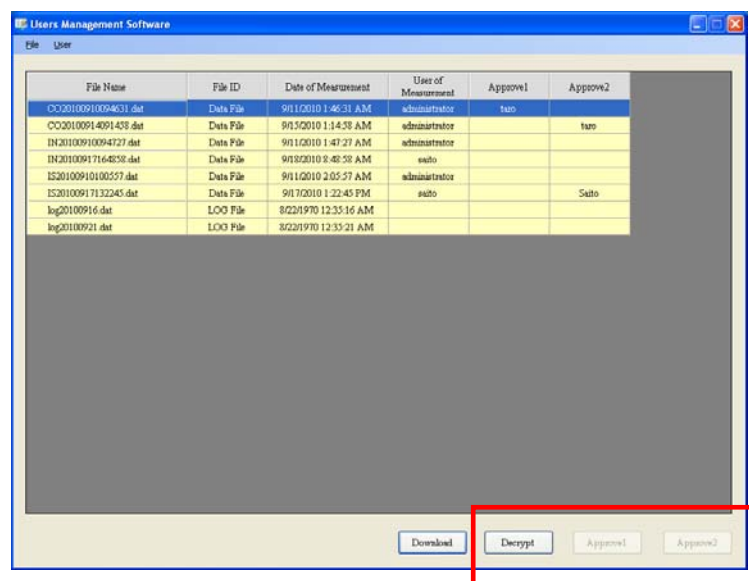 Users Management Software
File User
File Name File ID Date of Measurement User of Measurement Approve1 Approve2
CO20100910094631.dat Data File 9/11/2010 1:46:31 AM administrator taro
CO20100914091458.dat Data File 9/15/2010 1:14:58 AM administrator taro
IN20100910094727.dat Data File 9/11/2010 1:47:27 AM administrator
IN20100917164858.dat Data File 9/18/2010 8:48:58 AM saito
IS20100910100557.dat Data File 9/11/2010 2:05:57 AM administrator
IS20100917132245.dat Data File 9/17/2010 1:22:45 PM saito Saito
log20100916.dat LOG File 8/22/1970 12:35:16 AM
log20100921.dat LOG File 8/22/1970 12:35:21 AM
Download Decrypt Approve1 Approve2